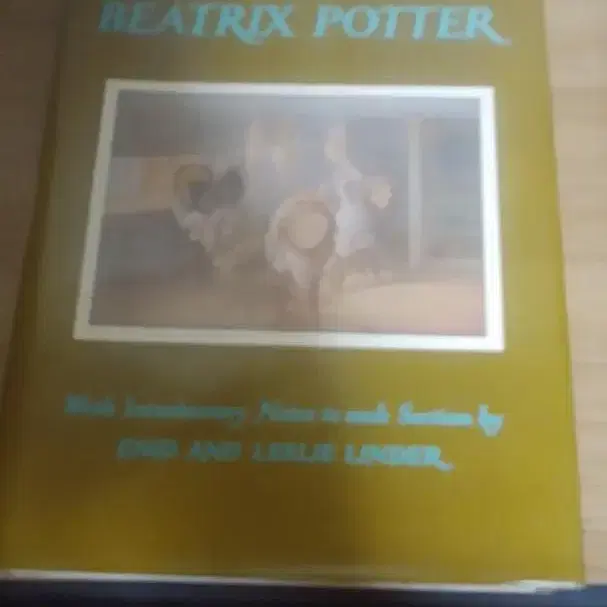 BEATRIX POTTER
With Introductory Notes to each Section by
ENID AND LESLIE LINDER